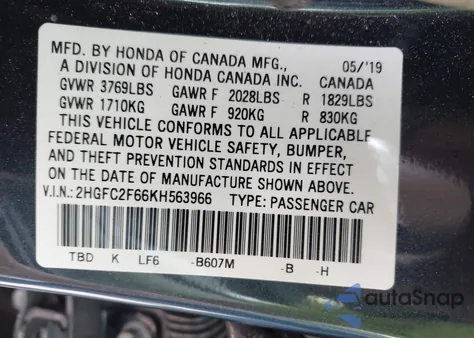 MFD. BY HONDA OF CANADA MFG., 05/'19
A DIVISION OF HONDA CANADA INC. CANADA
GVWR 3769LBS GAWR F 2028LBS R 1829LBS
GVWR 1710KG GAWR F 920KG R 830KG
THIS VEHICLE CONFORMS TO ALL APPLICABLE
FEDERAL MOTOR VEHICLE SAFETY, BUMPER,
AND THEFT PREVENTION STANDARDS IN EFFECT
ON THE DATE OF MANUFACTURE SHOWN ABOVE.
V.I.N.: 2HGFC2F66KH563966 TYPE: PASSENGER CAR
TBD K LF6 -B607M -B -H
autaSnap